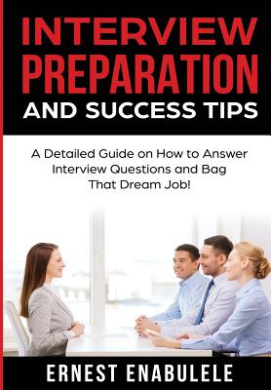 INTERVIEW
PREPARATION
AND SUCCESS TIPS
A Detailed Guide on How to Answer
Interview Questions and Bag
That Dream Job!
ERNEST ENABULELE